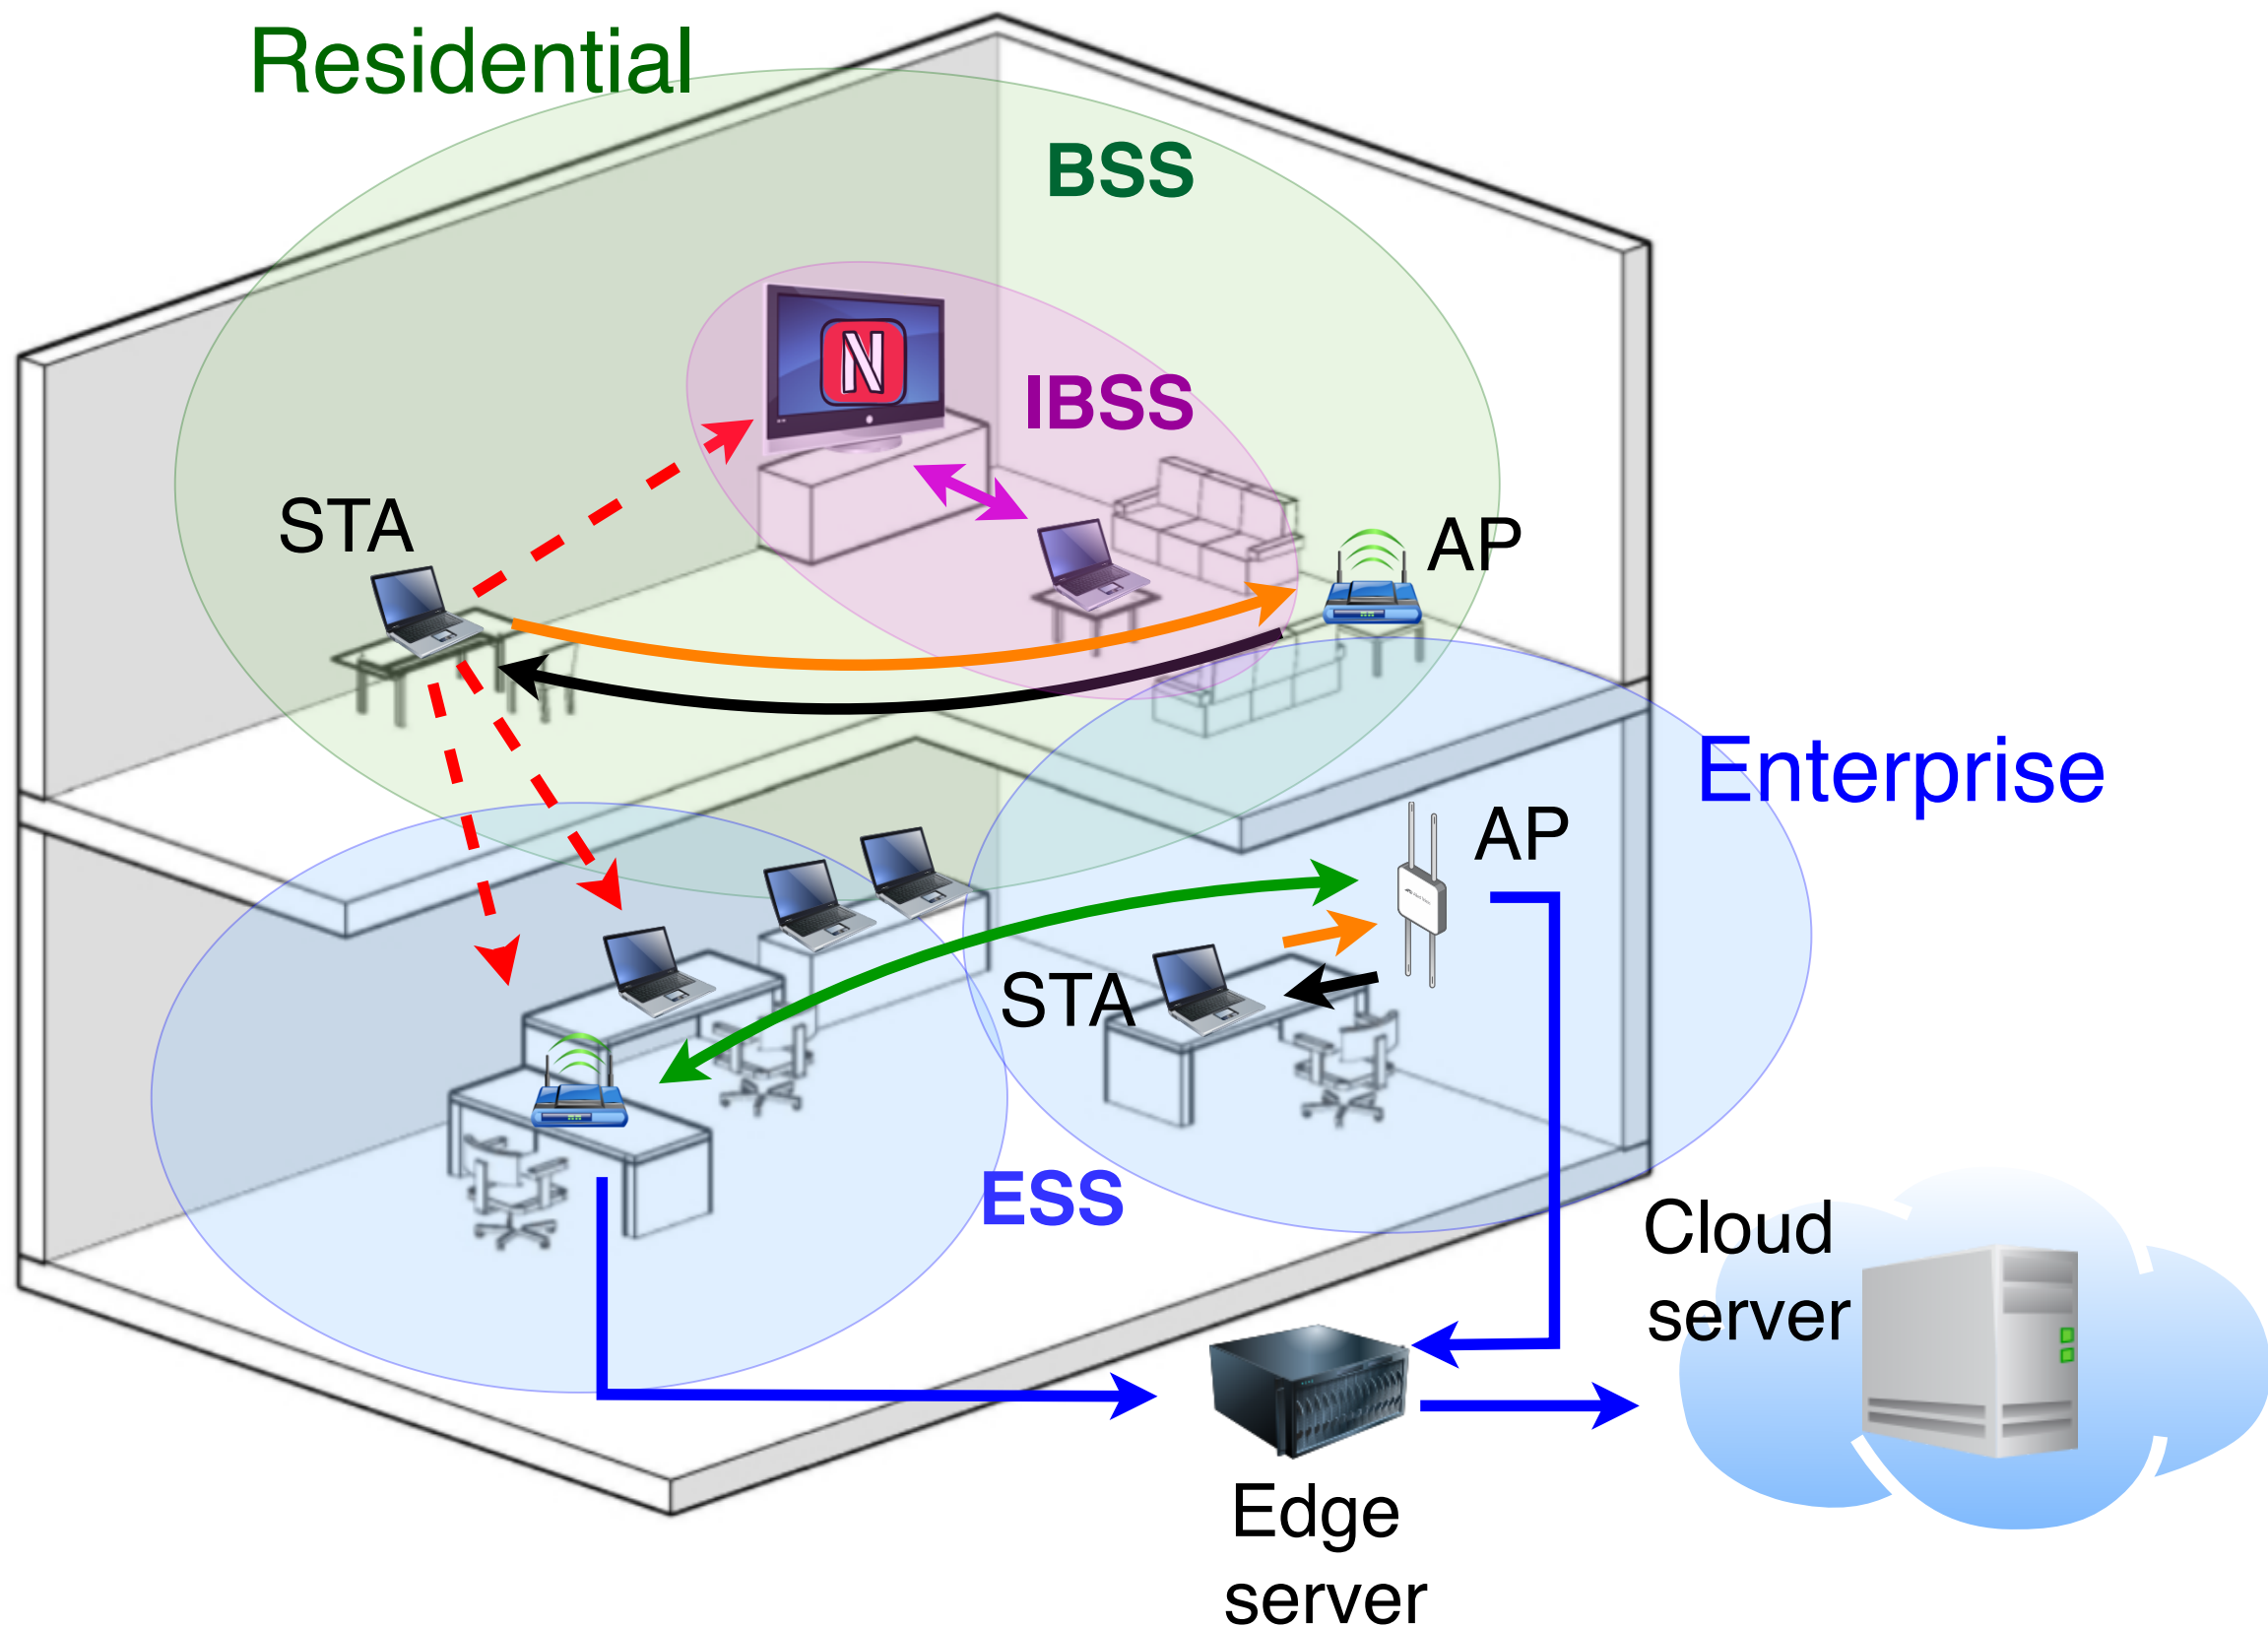 Residential
BSS
N
IBSS
STA
AP
Enterprise
AP
STA
ESS
Cloud
server
Edge
server